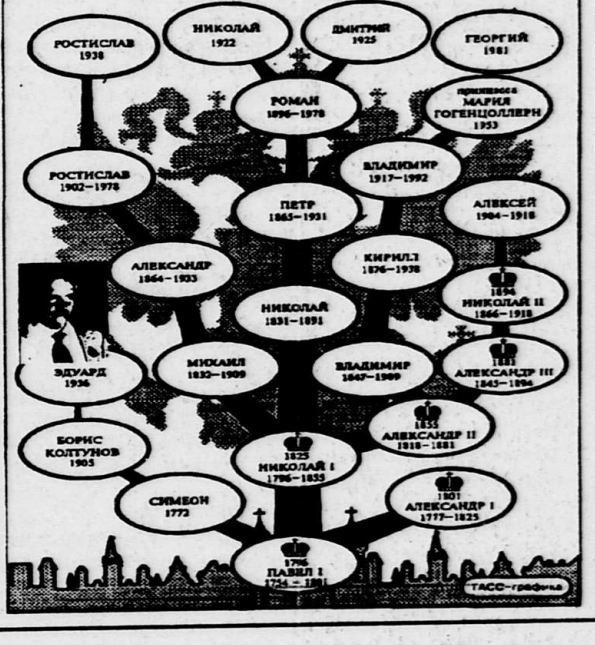 РОСТИСЛАВ
1938
НИКОЛАЙ
1922
ДМИТРИЙ
1925
ГЕОРГИЙ
1981
РОМАН
1896-1978
принцесса
МАРИЯ
ГОГЕНЦОЛЛЕРН
1953
РОСТИСЛАВ
1902-1978
ВЛАДИМИР
1917-1992
ПЕТР
1865-1931
АЛЕКСЕЙ
1904-1918
АЛЕКСАНДР
1864-1933
КИРИЛЛ
1876-1938
1894
НИКОЛАЙ II
1866-1918
НИКОЛАЙ
1831-1891
ЭДУАРД
1936
МИХАИЛ
1832-1909
ВЛАДИМИР
1847-1909
1881
АЛЕКСАНДР III
1845-1894
БОРИС
КОЛТУНОВ
1905
1825
НИКОЛАЙ I
1796-1855
1855
АЛЕКСАНДР II
1818-1881
СИМЕОН
1772
1801
АЛЕКСАНДР I
1777-1825
1796
ПАВЕЛ I
1754-1801
ТАСС-графика